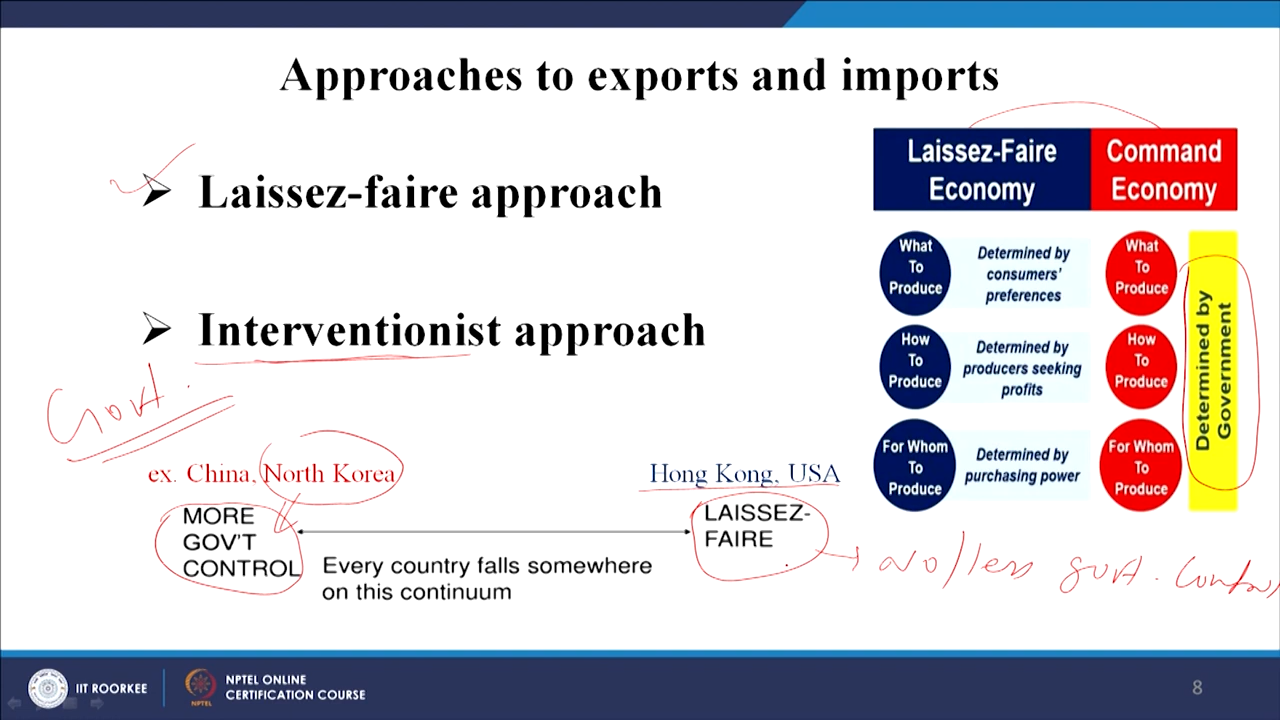 Approaches to exports and imports
➢ Laissez-faire approach
➢ Interventionist approach
Govt.
ex. China, North Korea
MORE
GOV'T
CONTROL
Every country falls somewhere
on this continuum
Hong Kong, USA
LAISSEZ-
FAIRE
No/less govt. control
Laissez-Faire
Economy
Command
Economy
What
To
Produce
Determined by
consumers'
preferences
What
To
Produce
How
To
Produce
Determined by
producers seeking
profits
How
To
Produce
For Whom
To
Produce
Determined by
purchasing power
For Whom
To
Produce
Determined by
Government
IIT ROORKEE
NPTEL
NPTEL ONLINE
CERTIFICATION COURSE
8